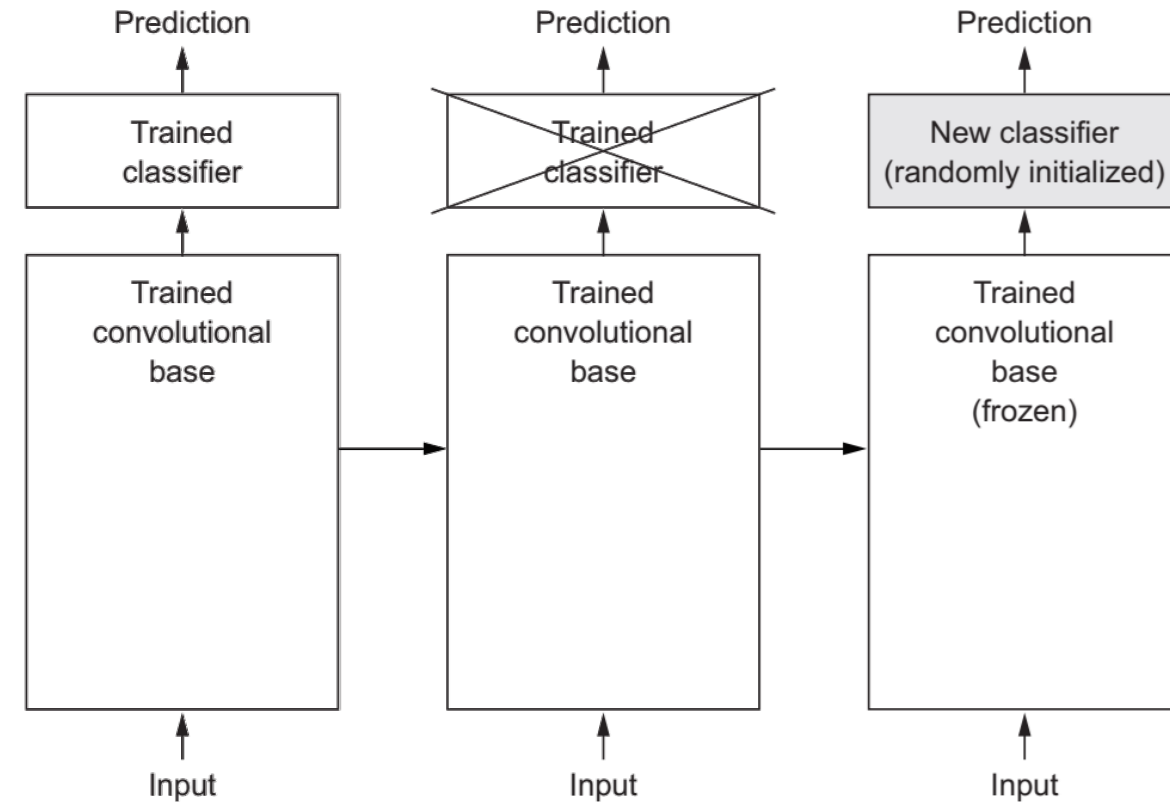 Prediction
Trained
classifier
Trained
convolutional
base
Input
Prediction
Trained
classifier
Trained
convolutional
base
Input
Prediction
New classifier
(randomly initialized)
Trained
convolutional
base
(frozen)
Input